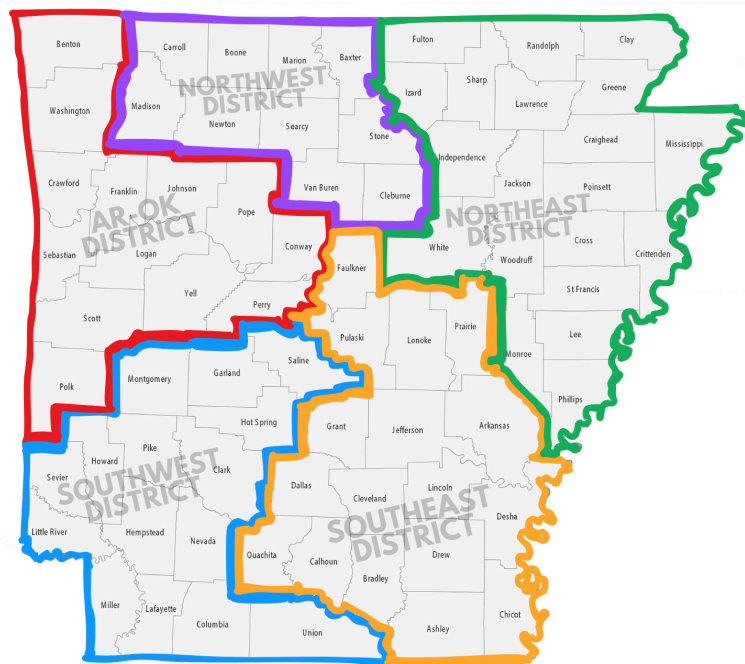 Benton
Carroll
Boone
Marion
Baxter
Fulton
Randolph
Clay
NORTHWEST
DISTRICT
Washington
Madison
Newton
Searcy
Stone
Izard
Sharp
Lawrence
Greene
Craighead
Mississippi
Crawford
Franklin
Johnson
Pope
Van Buren
Cleburne
Independence
Jackson
Poinsett
AR, OK
DISTRICT
NORTHEAST
DISTRICT
Sebastian
Logan
Conway
Faulkner
White
Woodruff
Cross
Crittenden
St Francis
Scott
Yell
Perry
Pulaski
Lonoke
Prairie
Monroe
Lee
Polk
Montgomery
Garland
Saline
Phillips
Hot Spring
Grant
Jefferson
Arkansas
Sevier
Howard
Pike
Clark
SOUTHWEST
DISTRICT
Dallas
Cleveland
Lincoln
SOUTHEAST
DISTRICT
Desha
Little River
Hempstead
Nevada
Ouachita
Calhoun
Bradley
Drew
Miller
Lafayette
Columbia
Union
Ashley
Chicot